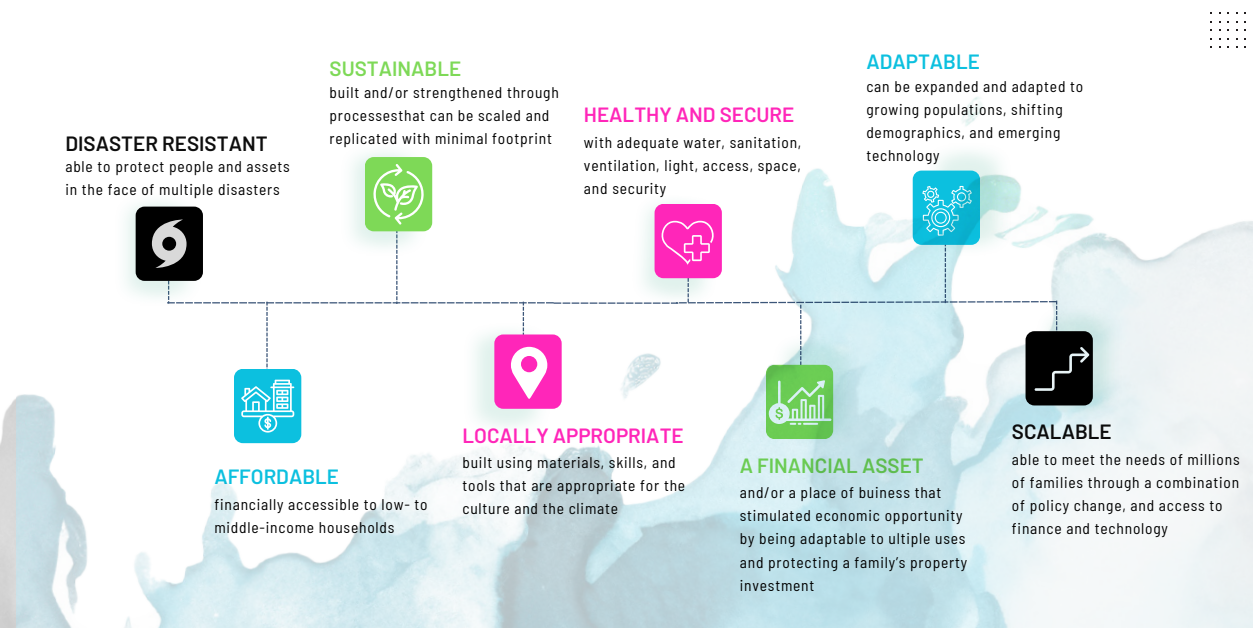 DISASTER RESISTANT
able to protect people and assets
in the face of multiple disasters
AFFORDABLE
financially accessible to low- to
middle-income households
SUSTAINABLE
built and/or strengthened through
processesthat can be scaled and
replicated with minimal footprint
LOCALLY APPROPRIATE
built using materials, skills, and
tools that are appropriate for the
culture and the climate
HEALTHY AND SECURE
with adequate water, sanitation,
ventilation, light, access, space,
and security
A FINANCIAL ASSET
and/or a place of buiness that
stimulated economic opportunity
by being adaptable to ultiple uses
and protecting a family's property
investment
ADAPTABLE
can be expanded and adapted to
growing populations, shifting
demographics, and emerging
technology
SCALABLE
able to meet the needs of millions
of families through a combination
of policy change, and access to
finance and technology